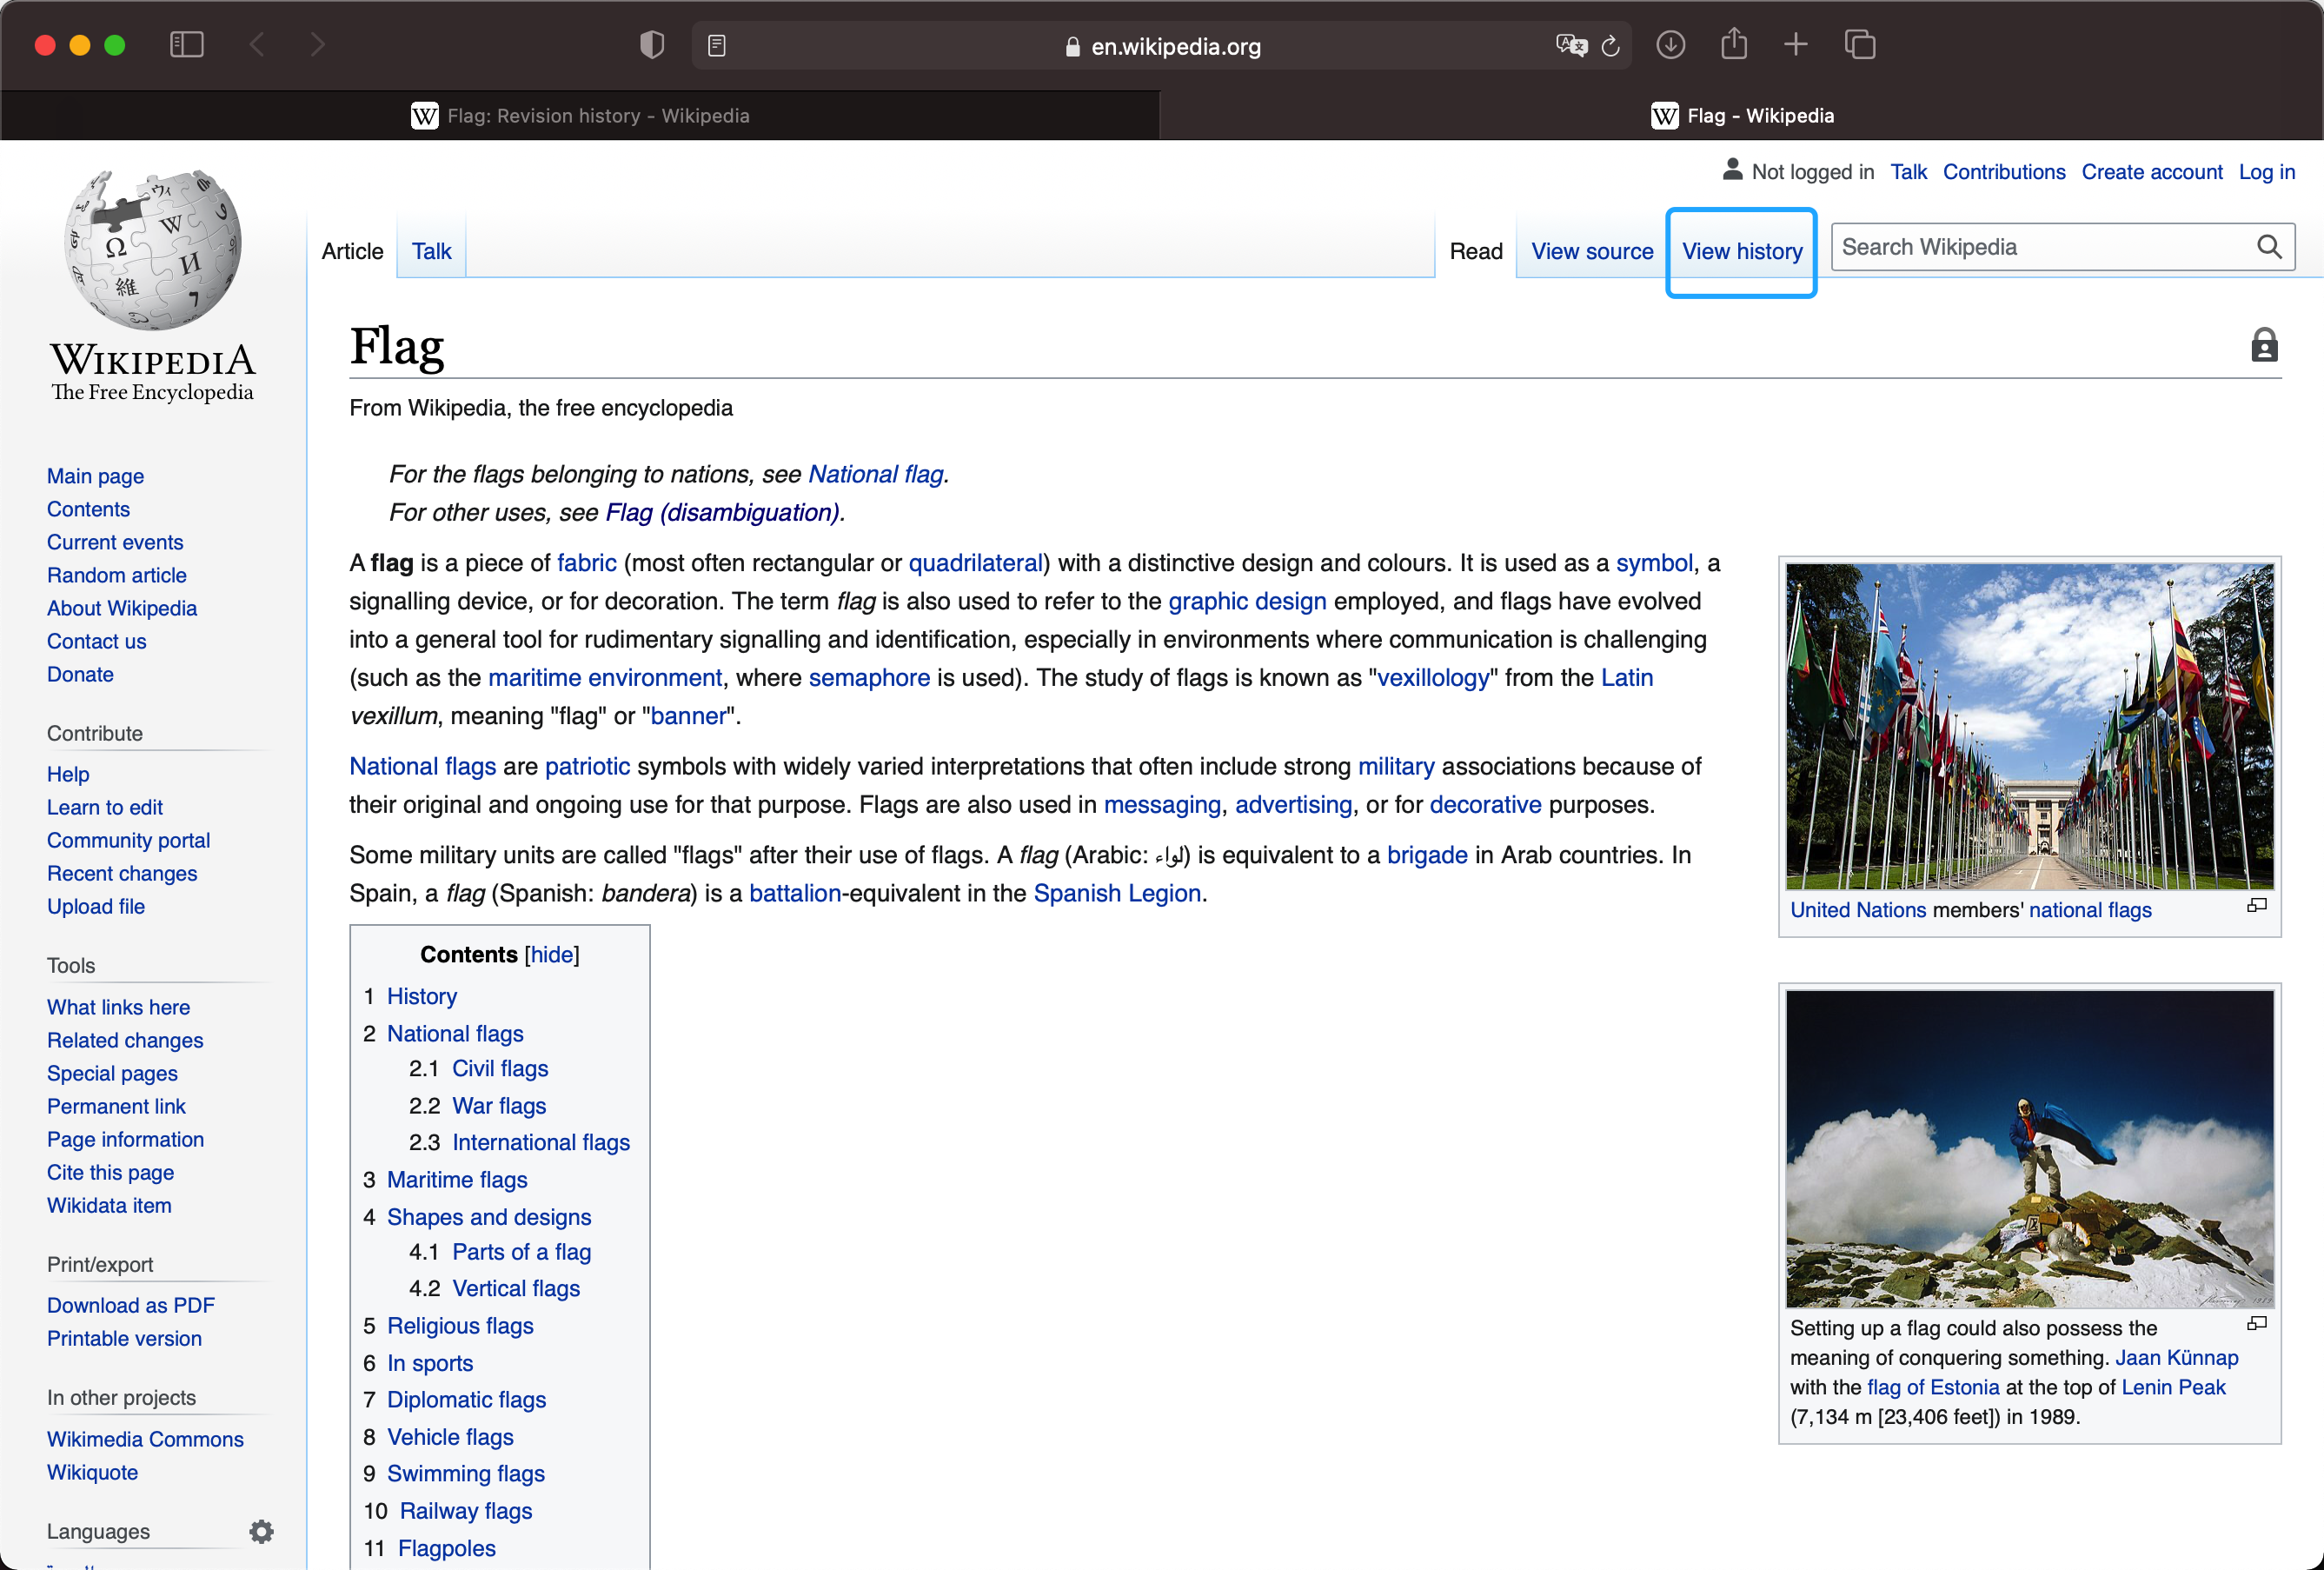 en.wikipedia.org
Flag: Revision history - Wikipedia
Flag - Wikipedia
Not logged in Talk Contributions Create account Log in
Article Talk
Read View source View history
Search Wikipedia
WIKIPEDIA
The Free Encyclopedia
Main page
Contents
Current events
Random article
About Wikipedia
Contact us
Donate
Contribute
Help
Learn to edit
Community portal
Recent changes
Upload file
Tools
What links here
Related changes
Special pages
Permanent link
Page information
Cite this page
Wikidata item
Print/export
Download as PDF
Printable version
In other projects
Wikimedia Commons
Wikiquote
Languages
Flag
From Wikipedia, the free encyclopedia
For the flags belonging to nations, see National flag.
For other uses, see Flag (disambiguation).
A flag is a piece of fabric (most often rectangular or quadrilateral) with a distinctive design and colours. It is used as a symbol, a
signalling device, or for decoration. The term flag is also used to refer to the graphic design employed, and flags have evolved
into a general tool for rudimentary signalling and identification, especially in environments where communication is challenging
(such as the maritime environment, where semaphore is used). The study of flags is known as "vexillology" from the Latin
vexillum, meaning "flag" or "banner".
National flags are patriotic symbols with widely varied interpretations that often include strong military associations because of
their original and ongoing use for that purpose. Flags are also used in messaging, advertising, or for decorative purposes.
Some military units are called "flags" after their use of flags. A flag (Arabic: لواء) is equivalent to a brigade in Arab countries. In
Spain, a flag (Spanish: bandera) is a battalion-equivalent in the Spanish Legion.
Contents [hide]
1 History
2 National flags
2.1 Civil flags
2.2 War flags
2.3 International flags
3 Maritime flags
4 Shapes and designs
4.1 Parts of a flag
4.2 Vertical flags
5 Religious flags
6 In sports
7 Diplomatic flags
8 Vehicle flags
9 Swimming flags
10 Railway flags
11 Flagpoles
United Nations members' national flags
Setting up a flag could also possess the
meaning of conquering something. Jaan Künnap
with the flag of Estonia at the top of Lenin Peak
(7,134 m [23,406 feet]) in 1989.